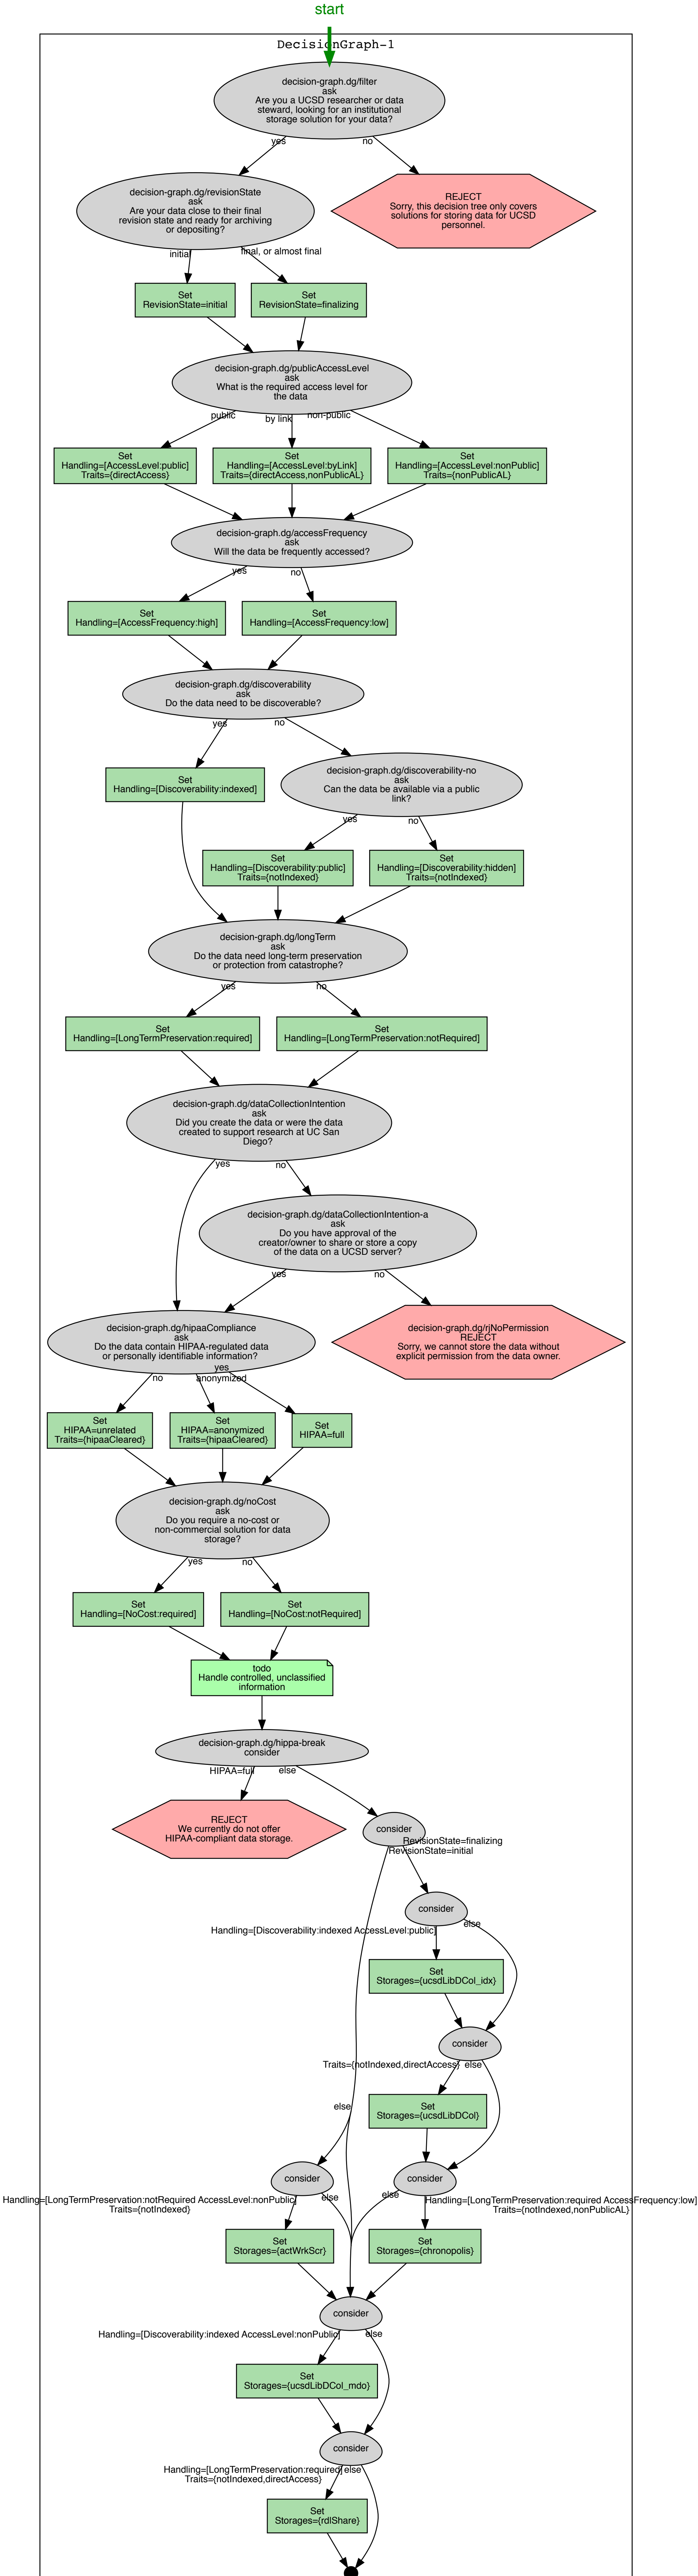 start
DecisionGraph-1
decision-graph.dg/filter
ask
Are you a UCSD researcher or data
steward, looking for an institutional
storage solution for your data?
yes
no
decision-graph.dg/revisionState
ask
Are your data close to their final
revision state and ready for archiving
or depositing?
REJECT
Sorry, this decision tree only covers
solutions for storing data for UCSD
personnel.
initial
final, or almost final
Set
RevisionState=initial
Set
RevisionState=finalizing
decision-graph.dg/publicAccessLevel
ask
What is the required access level for
the data
public
by link
non-public
Set
Handling=[AccessLevel:public]
Traits={directAccess}
Set
Handling=[AccessLevel:byLink]
Traits={directAccess,nonPublicAL}
Set
Handling=[AccessLevel:nonPublic]
Traits={nonPublicAL}
decision-graph.dg/accessFrequency
ask
Will the data be frequently accessed?
yes
no
Set
Handling=[AccessFrequency:high]
Set
Handling=[AccessFrequency:low]
decision-graph.dg/discoverability
ask
Do the data need to be discoverable?
yes
no
Set
Handling=[Discoverability:indexed]
decision-graph.dg/discoverability-no
ask
Can the data be available via a public
link?
yes
no
Set
Handling=[Discoverability:public]
Traits={notIndexed}
Set
Handling=[Discoverability:hidden]
Traits={notIndexed}
decision-graph.dg/longTerm
ask
Do the data need long-term preservation
or protection from catastrophe?
yes
no
Set
Handling=[LongTermPreservation:required]
Set
Handling=[LongTermPreservation:notRequired]
decision-graph.dg/dataCollectionIntention
ask
Did you create the data or were the data
created to support research at UC San
Diego?
yes
no
decision-graph.dg/dataCollectionIntention-a
ask
Do you have approval of the
creator/owner to share or store a copy
of the data on a UCSD server?
yes
no
decision-graph.dg/hipaaCompliance
ask
Do the data contain HIPAA-regulated data
or personally identifiable information?
decision-graph.dg/rjNoPermission
REJECT
Sorry, we cannot store the data without
explicit permission from the data owner.
no
yes
anonymized
Set
HIPAA=unrelated
Traits={hipaaCleared}
Set
HIPAA=anonymized
Traits={hipaaCleared}
Set
HIPAA=full
decision-graph.dg/noCost
ask
Do you require a no-cost or
non-commercial solution for data
storage?
yes
no
Set
Handling=[NoCost:required]
Set
Handling=[NoCost:notRequired]
todo
Handle controlled, unclassified
information
decision-graph.dg/hippa-break
consider
HIPAA=full
else
REJECT
We currently do not offer
HIPAA-compliant data storage.
consider
RevisionState=finalizing
RevisionState=initial
consider
Handling=[Discoverability:indexed AccessLevel:public]
else
Set
Storages={ucsdLibDCol_idx}
consider
Traits={notIndexed,directAccess}
else
Set
Storages={ucsdLibDCol}
else
consider
consider
Handling=[LongTermPreservation:notRequired AccessLevel:nonPublic]
Traits={notIndexed}
else
else
Handling=[LongTermPreservation:required AccessFrequency:low]
Traits={notIndexed,nonPublicAL}
Set
Storages={actWrkScr}
Set
Storages={chronopolis}
consider
Handling=[Discoverability:indexed AccessLevel:nonPublic]
else
Set
Storages={ucsdLibDCol_mdo}
consider
Handling=[LongTermPreservation:required]
Traits={notIndexed,directAccess}
else
Set
Storages={rdlShare}